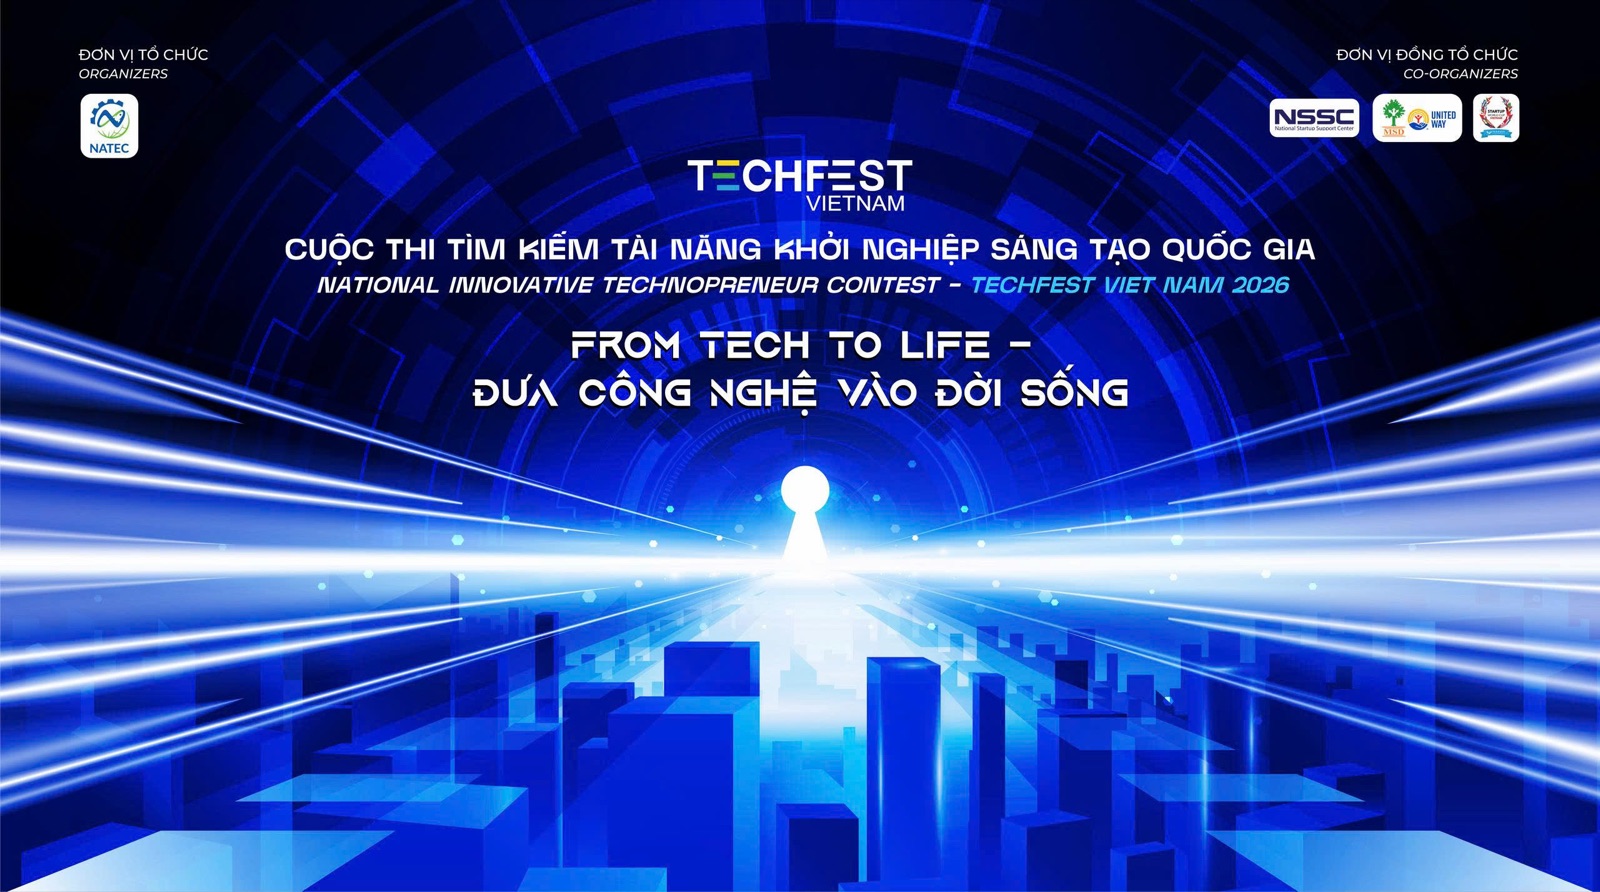 ĐƠN VỊ TỔ CHỨC
ORGANIZERS
NATEC
ĐƠN VỊ ĐỒNG TỔ CHỨC
CO-ORGANIZERS
NSSC
National Startup Support Center
MSD
UNITED
WAY
STARTUP
TECHFEST
VIETNAM
CUỘC THI TÌM KIẾM TÀI NĂNG KHỞI NGHIỆP SÁNG TẠO QUỐC GIA
NATIONAL INNOVATIVE TECHNOPRENEUR CONTEST – TECHFEST VIET NAM 2026
FROM TECH TO LIFE –
ĐƯA CÔNG NGHỆ VÀO ĐỜI SỐNG